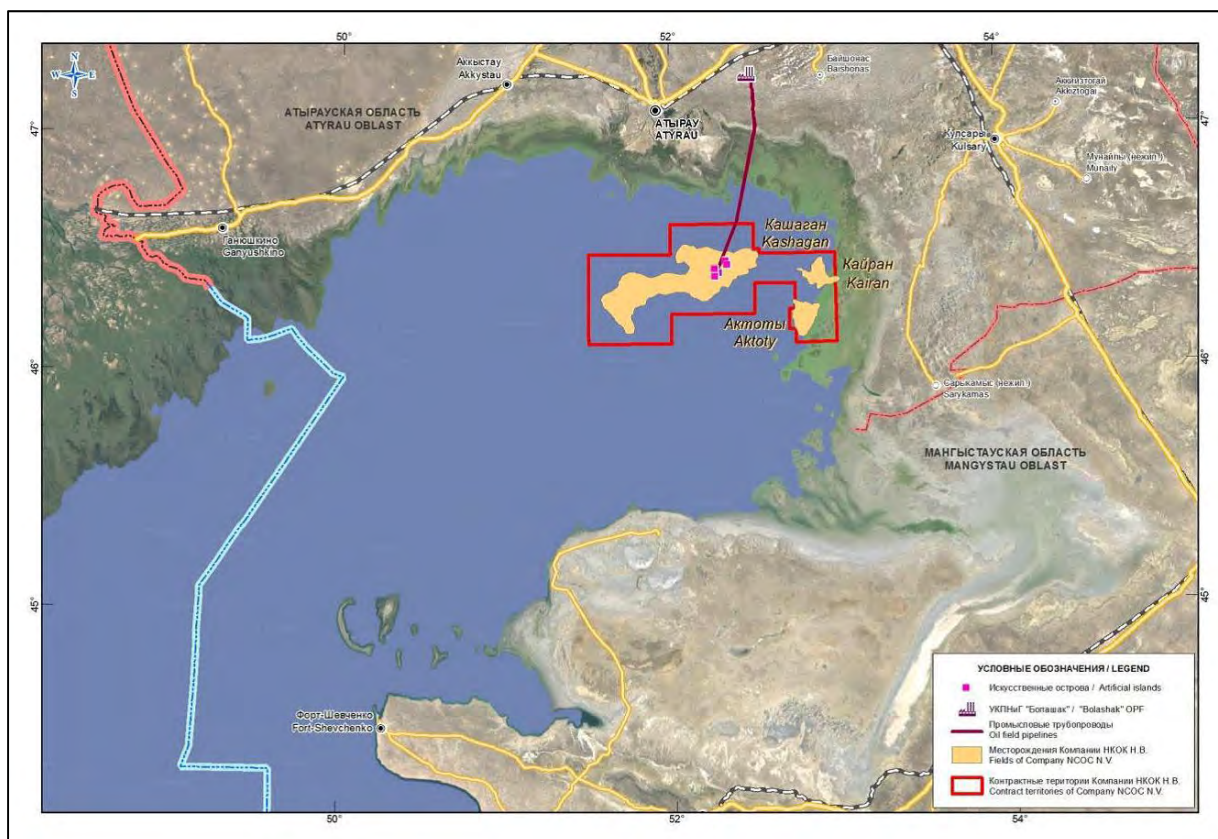 50°
52°
54°
N
W E
S
Аккыстау
Akkystau
Байшонас
Baishonas
Аккиизтогай
Akkiztogai
АТЫРАУСКАЯ ОБЛАСТЬ
ATYRAU OBLAST
АТЫРАУ
ATYRAU
47°
47°
Кулсары
Kulsary
Мунайлы (нежил.)
Munaily
Ганюшкино
Ganyushkino
Кашаган
Kashagan
Кайран
Kairan
Актоты
Aktoty
46°
46°
Сарыкамыс (нежил.)
Sarykamas
МАНГЫСТАУСКАЯ ОБЛАСТЬ
MANGYSTAU OBLAST
45°
45°
Форт-Шевченко
Fort-Shevchenko
УСЛОВНЫЕ ОБОЗНАЧЕНИЯ / LEGEND
Искусственные острова / Artificial islands
УКПНиГ "Болашак" / "Bolashak" OPF
Промысловые трубопроводы
Oil field pipelines
Месторождения Компании НКОК Н.В.
Fields of Company NCOC N.V.
Контрактные територии Компании НКОК Н.В.
Contract territories of Company NCOC N.V.
50°
52°
54°